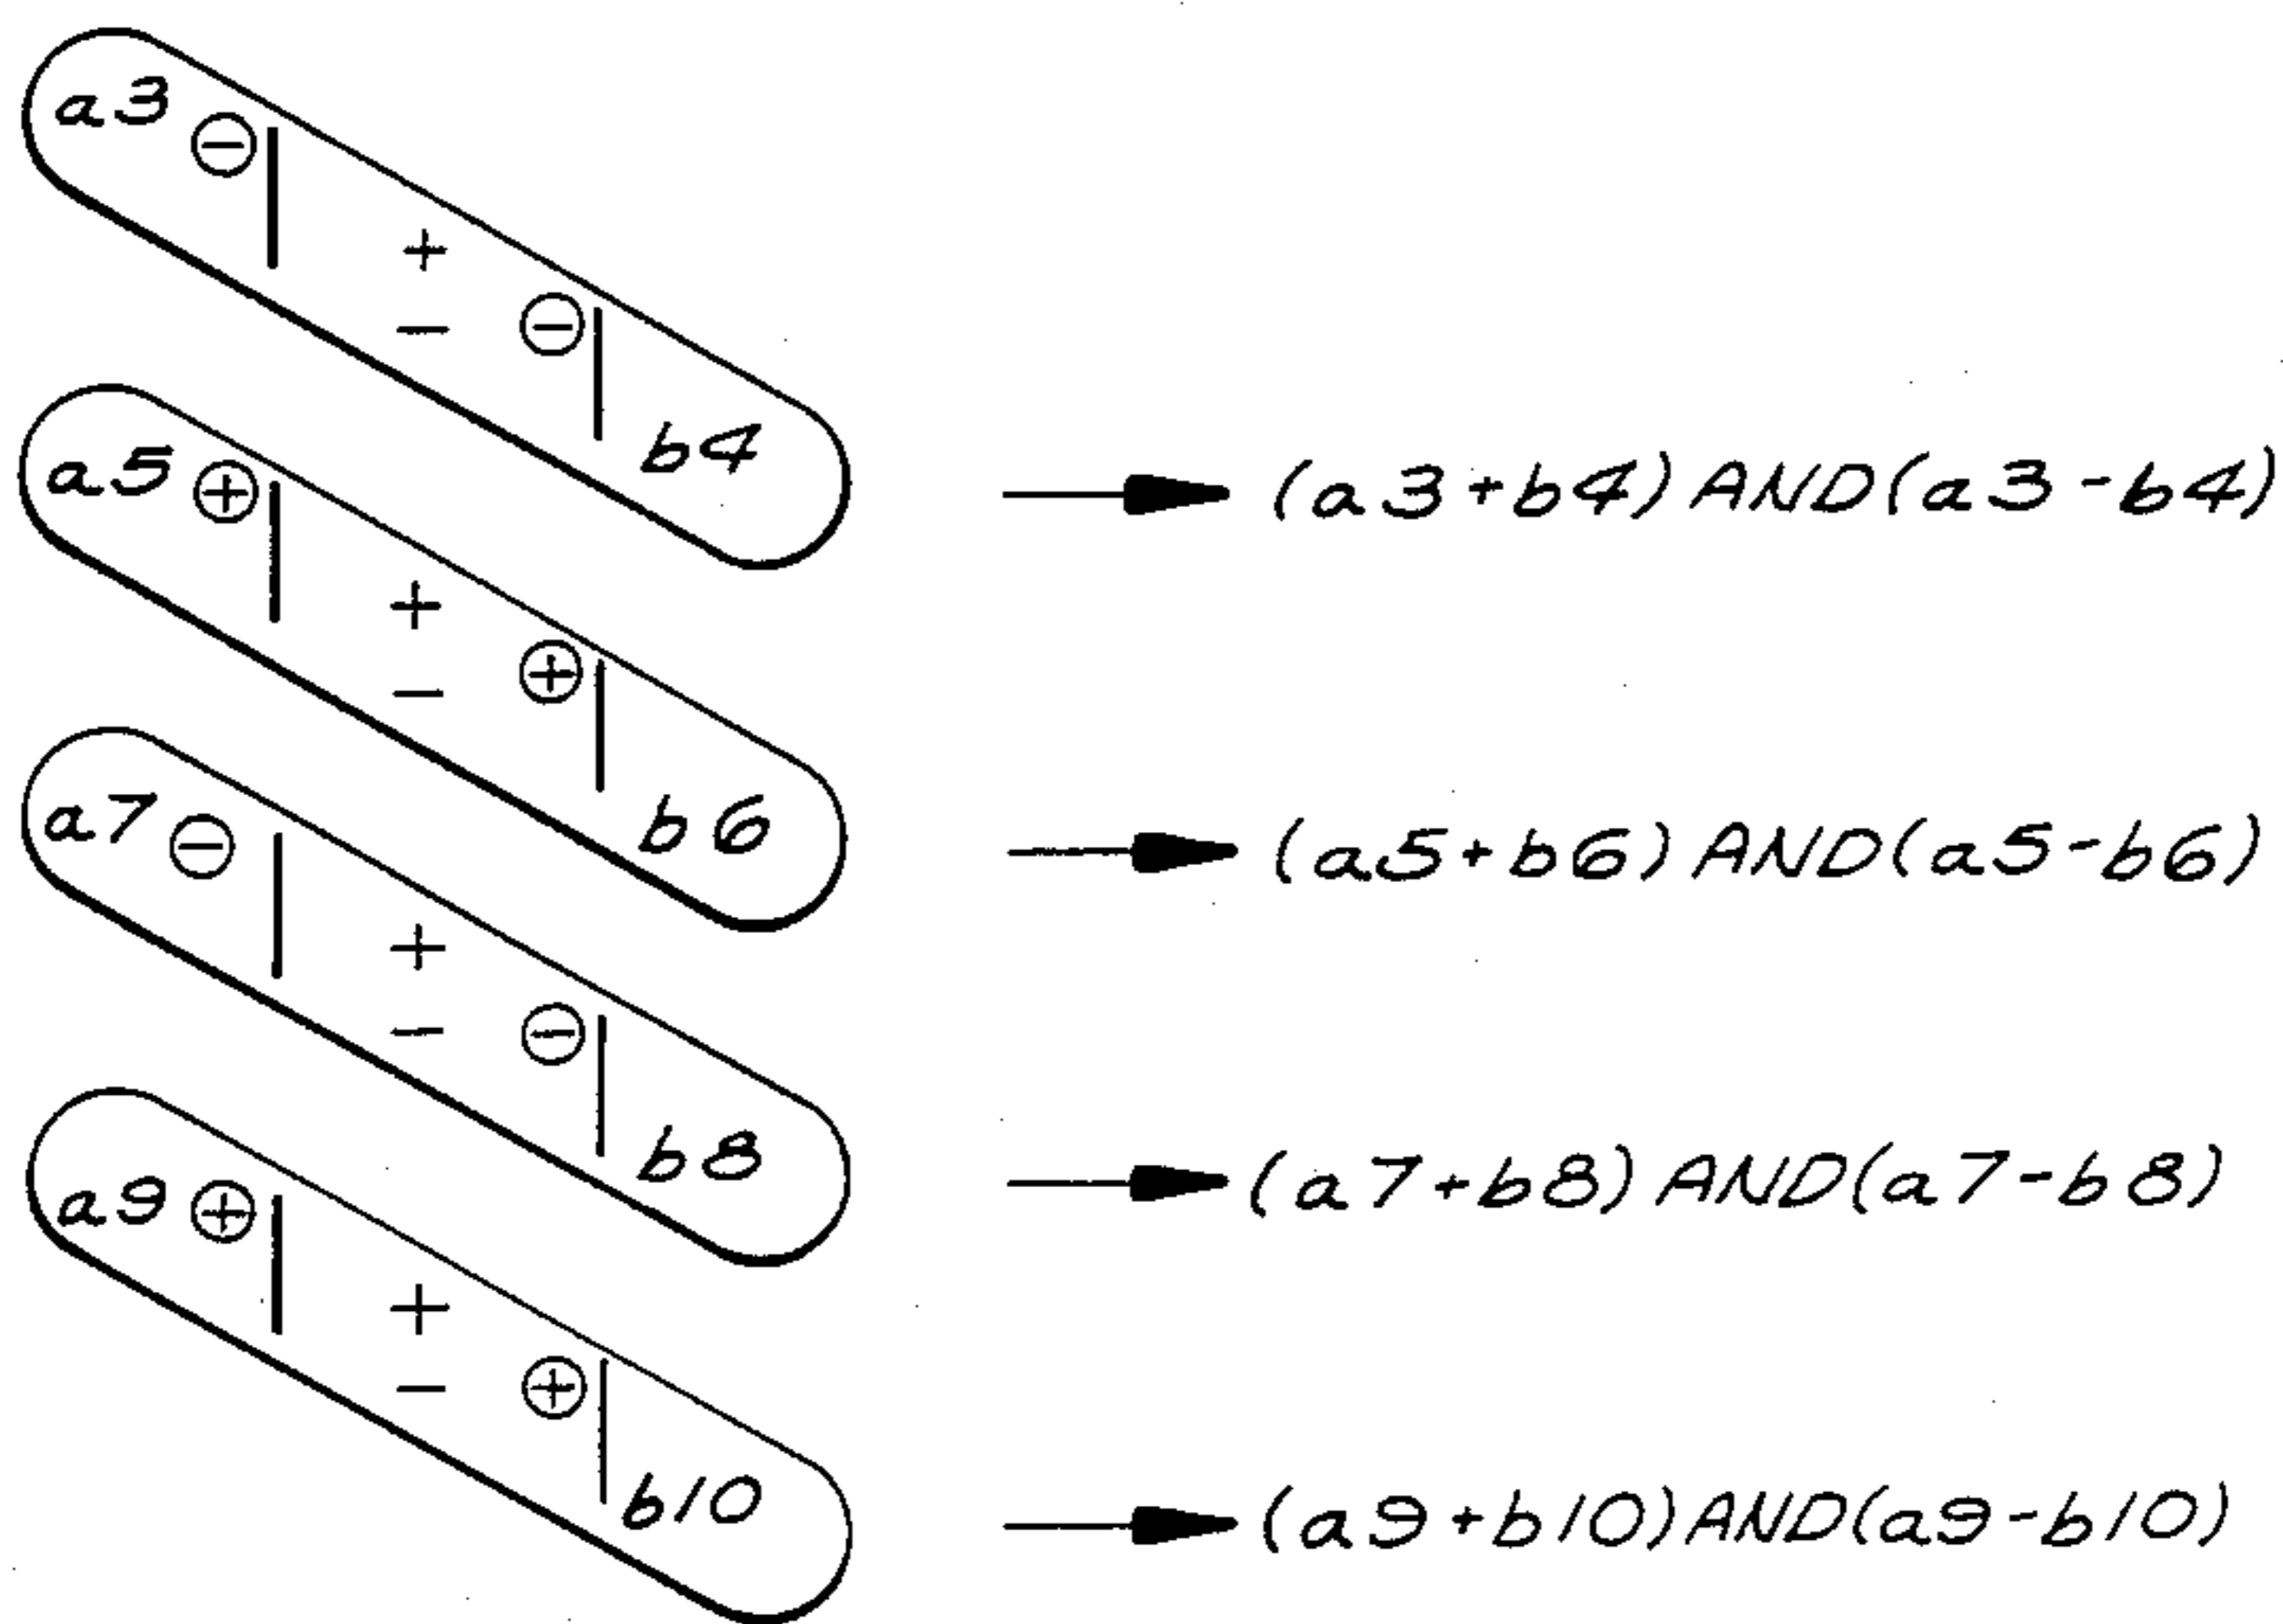 a3 ⊖
+
- ⊖
b4
a5 ⊕
(a3+b4) AND (a3-b4)
+
- ⊕
b6
a7 ⊖
(a5+b6) AND (a5-b6)
+
- ⊖
b8
a9 ⊕
(a7+b8) AND (a7-b8)
+
- ⊕
b10
(a9+b10) AND (a9-b10)